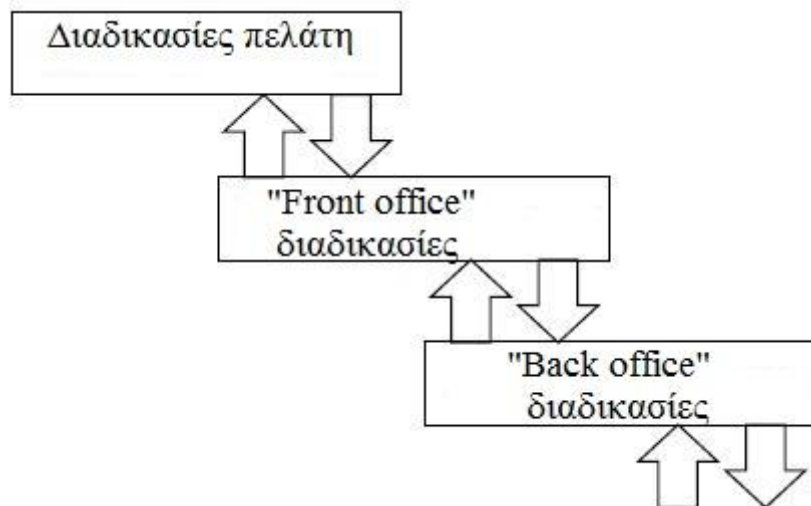 Διαδικασίες πελάτη
"Front office"
διαδικασίες
"Back office"
διαδικασίες